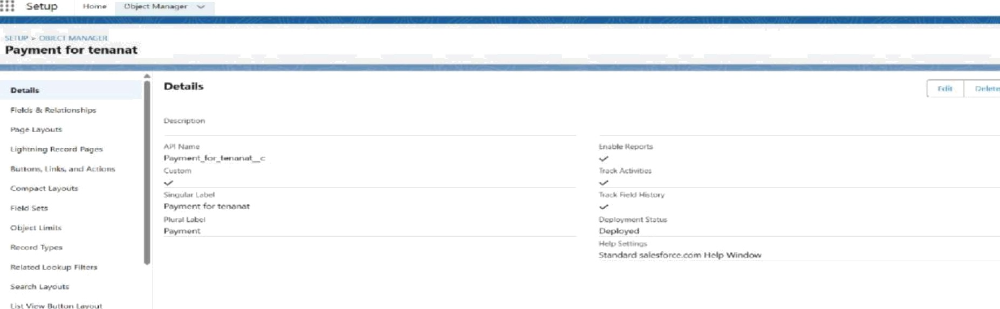 Setup Home Object Manager
SETUP > OBJECT MANAGER
Payment for tenanat
Details
Fields & Relationships
Page Layouts
Lightning Record Pages
Buttons, Links, and Actions
Compact Layouts
Field Sets
Object Limits
Record Types
Related Lookup Filters
Search Layouts
List View Button Layout
Details
Edit Delete
Description
API Name
Payment_for_tenanat__c
Custom
Singular Label
Payment for tenanat
Plural Label
Payment
Enable Reports
Track Activities
Track Field History
Deployment Status
Deployed
Help Settings
Standard salesforce.com Help Window